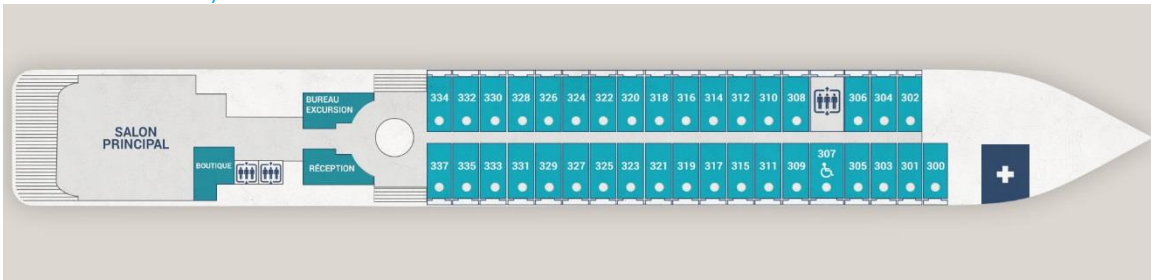 BUREAU
EXCURSION
334 332 330 328 326 324 322 320 318 316 314 312 310 308 306 304 302
SALON
PRINCIPAL
BOUTIQUE
RÉCEPTION
337 335 333 331 329 327 325 323 321 319 317 315 311 309 307 305 303 301 300